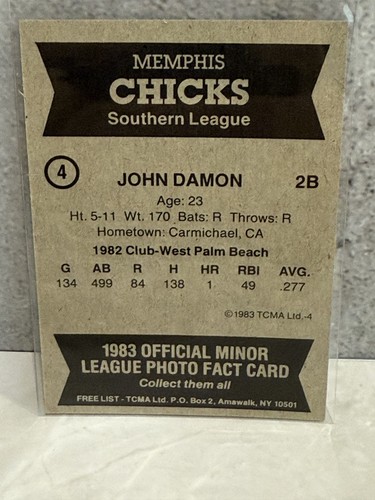 MEMPHIS
CHICKS
Southern League
4 JOHN DAMON 2B
Age: 23
Ht. 5-11 Wt. 170 Bats: R Throws: R
Hometown: Carmichael, CA
1982 Club-West Palm Beach
G AB R H HR RBI AVG.
134 499 84 138 1 49 .277
©1983 TCMA Ltd.-4
1983 OFFICIAL MINOR
LEAGUE PHOTO FACT CARD
Collect them all
FREE LIST - TCMA Ltd. P.O. Box 2, Amawalk, NY 10501